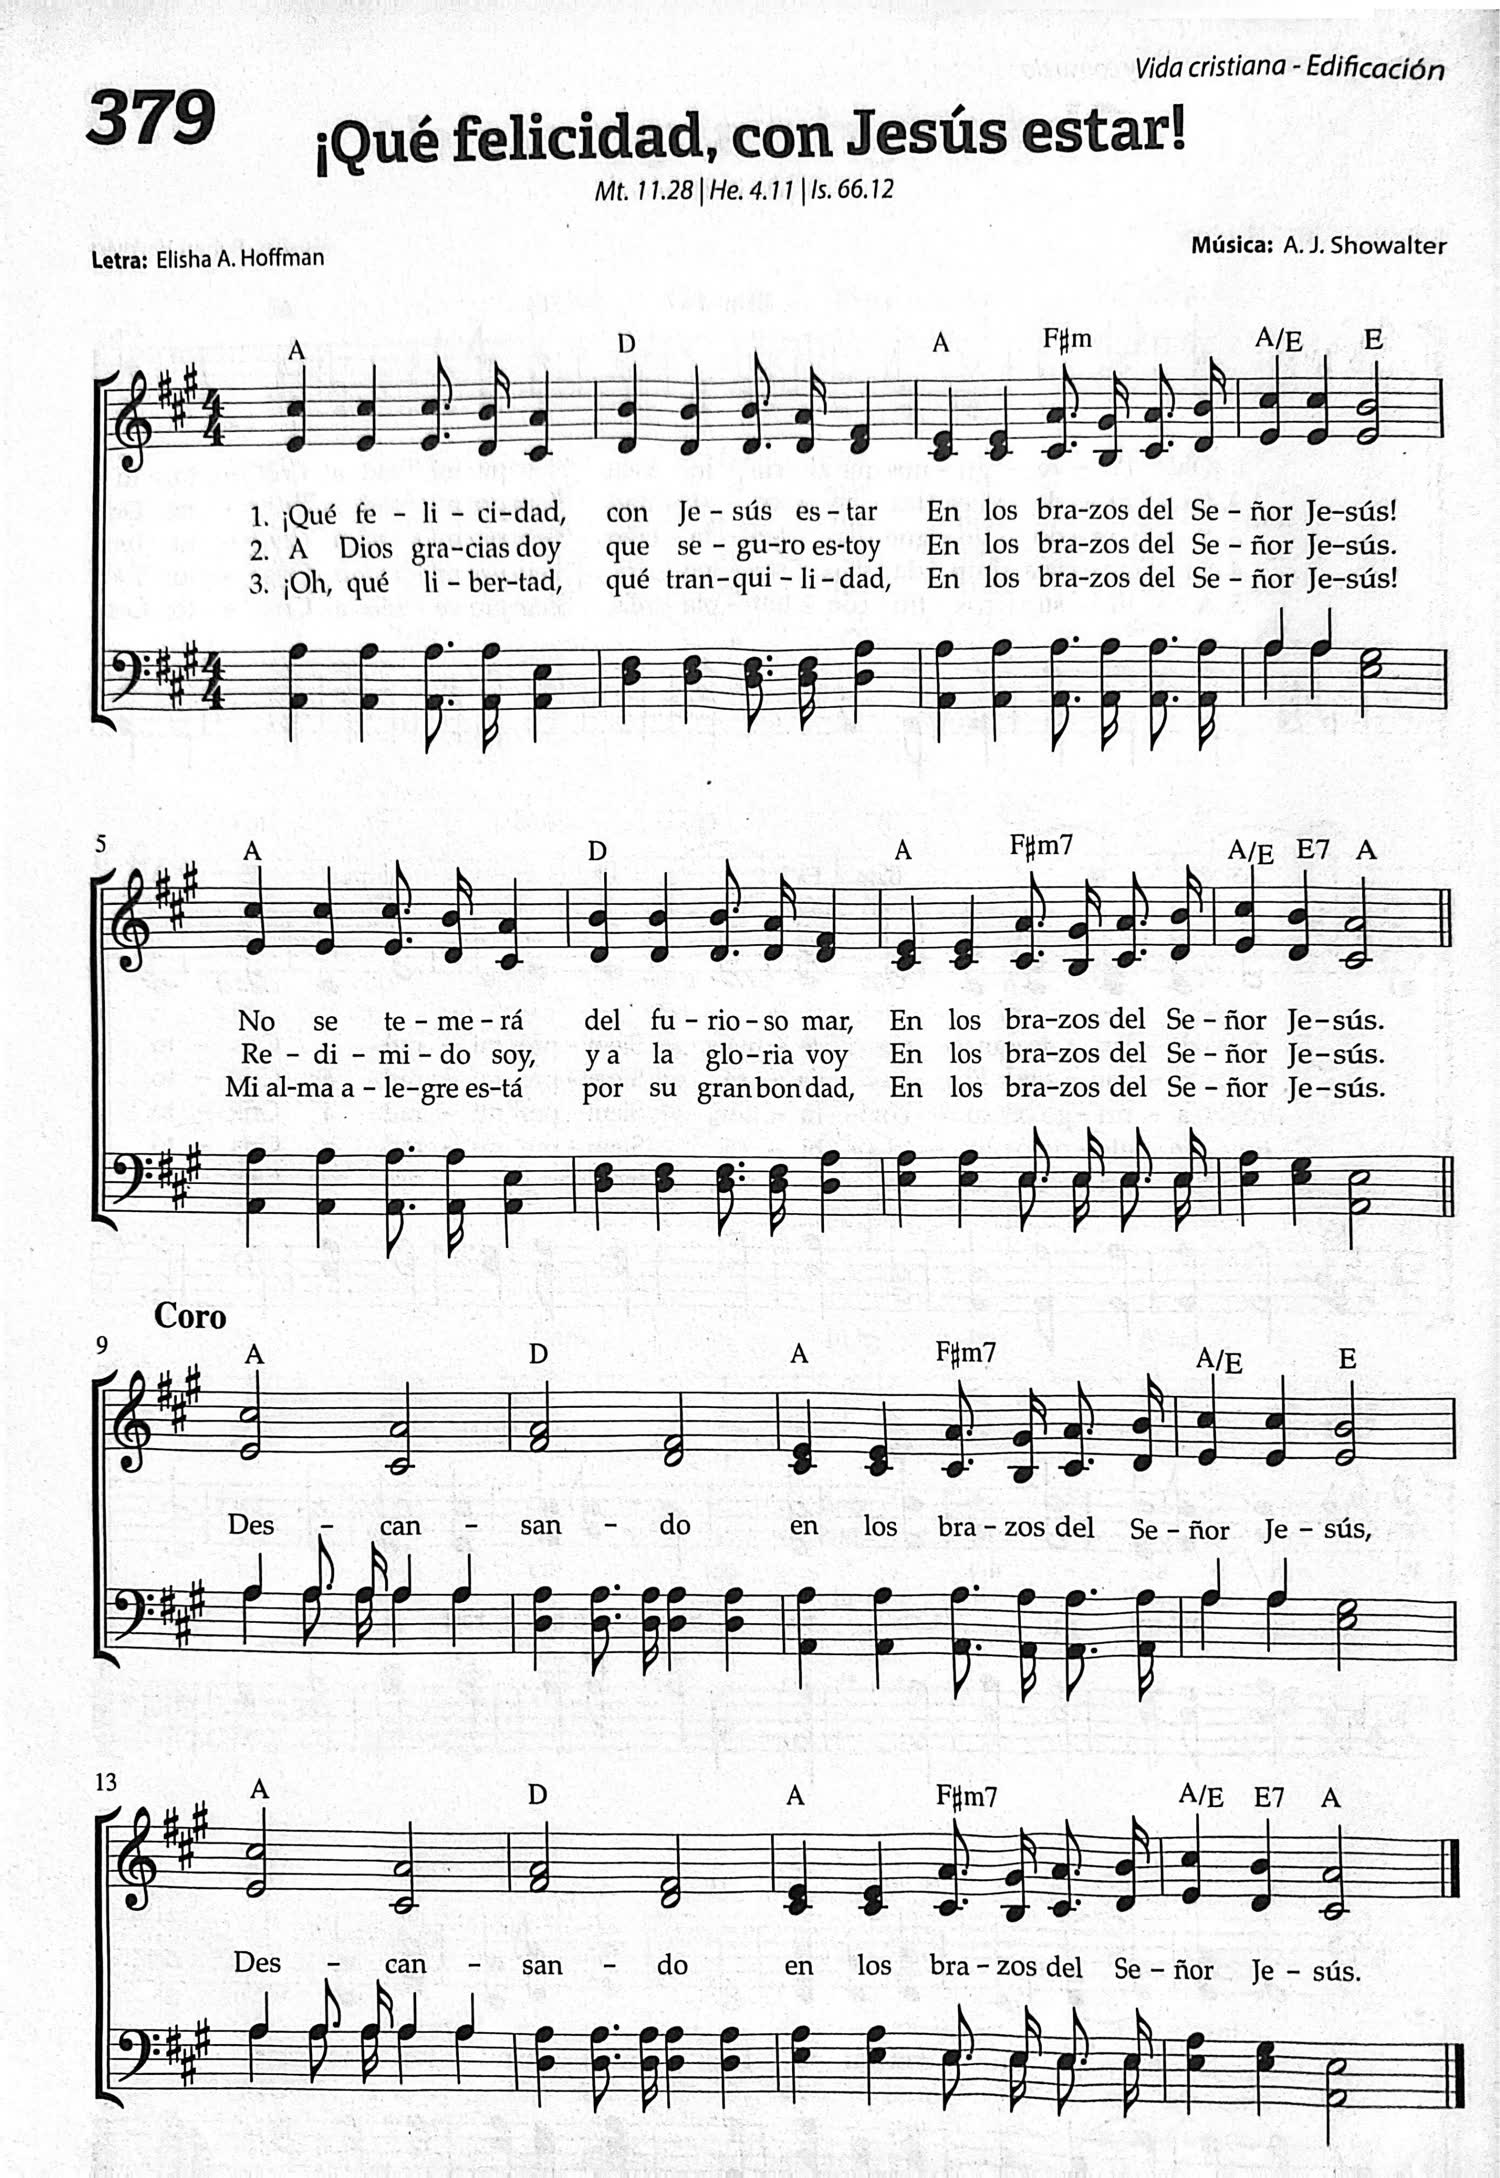 Vida cristiana - Edificación
379
¡Qué felicidad, con Jesús estar!
Mt. 11.28 | He. 4.11 | Is. 66.12
Letra: Elisha A. Hoffman Música: A. J. Showalter
A D A F#m A/E E
4 4
1. ¡Qué fe - li - ci-dad, con Je - sús es - tar En los bra-zos del Se - ñor Je-sús!
2. A Dios gra-cias doy que se - gu-ro es-toy En los bra-zos del Se - ñor Je-sús.
3. ¡Oh, qué li - ber-tad, qué tran-qui - li - dad, En los bra-zos del Se - ñor Je-sús!
4 4
5
A D A F#m7 A/E E7 A
No se te - me - rá del fu - rio - so mar, En los bra-zos del Se - ñor Je-sús.
Re - di - mi - do soy, y a la glo-ria voy En los bra-zos del Se - ñor Je-sús.
Mi al-ma a - le-gre es-tá por su gran bon dad, En los bra-zos del Se - ñor Je-sús.
Coro
9
A D A F#m7 A/E E
Des - can - san - do en los bra - zos del Se - ñor Je - sús,
13
A D A F#m7 A/E E7 A
Des - can - san - do en los bra - zos del Se - ñor Je - sús.